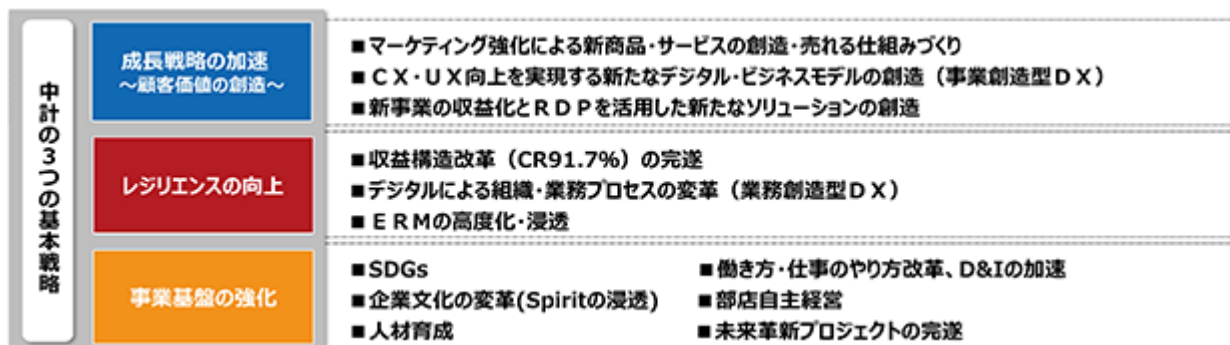 中計の3つの基本戦略
成長戦略の加速
～顧客価値の創造～
■マーケティング強化による新商品・サービスの創造・売れる仕組みづくり
■ＣＸ・ＵＸ向上を実現する新たなデジタル・ビジネスモデルの創造（事業創造型ＤＸ）
■新事業の収益化とＲＤＰを活用した新たなソリューションの創造
レジリエンスの向上
■収益構造改革（CR91.7%）の完遂
■デジタルによる組織・業務プロセスの変革（業務創造型ＤＸ）
■ＥＲＭの高度化・浸透
事業基盤の強化
■SDGs
■企業文化の変革(Spiritの浸透)
■人材育成
■働き方・仕事のやり方改革、D&Iの加速
■部店自主経営
■未来革新プロジェクトの完遂